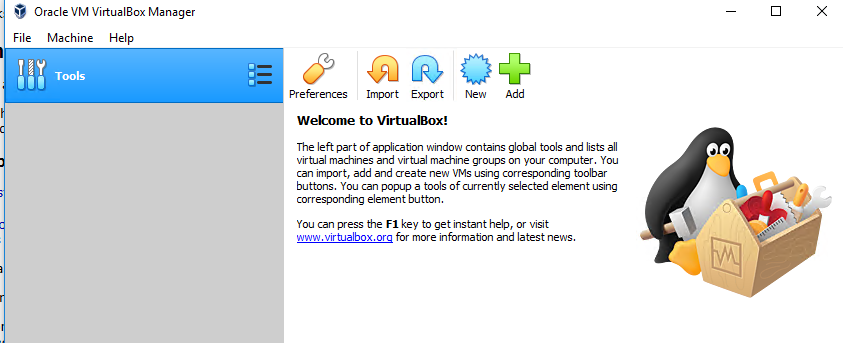 Oracle VM VirtualBox Manager
File Machine Help
Tools
Preferences Import Export New Add
Welcome to VirtualBox!
The left part of application window contains global tools and lists all
virtual machines and virtual machine groups on your computer. You
can import, add and create new VMs using corresponding toolbar
buttons. You can popup a tools of currently selected element using
corresponding element button.
You can press the F1 key to get instant help, or visit
www.virtualbox.org for more information and latest news.